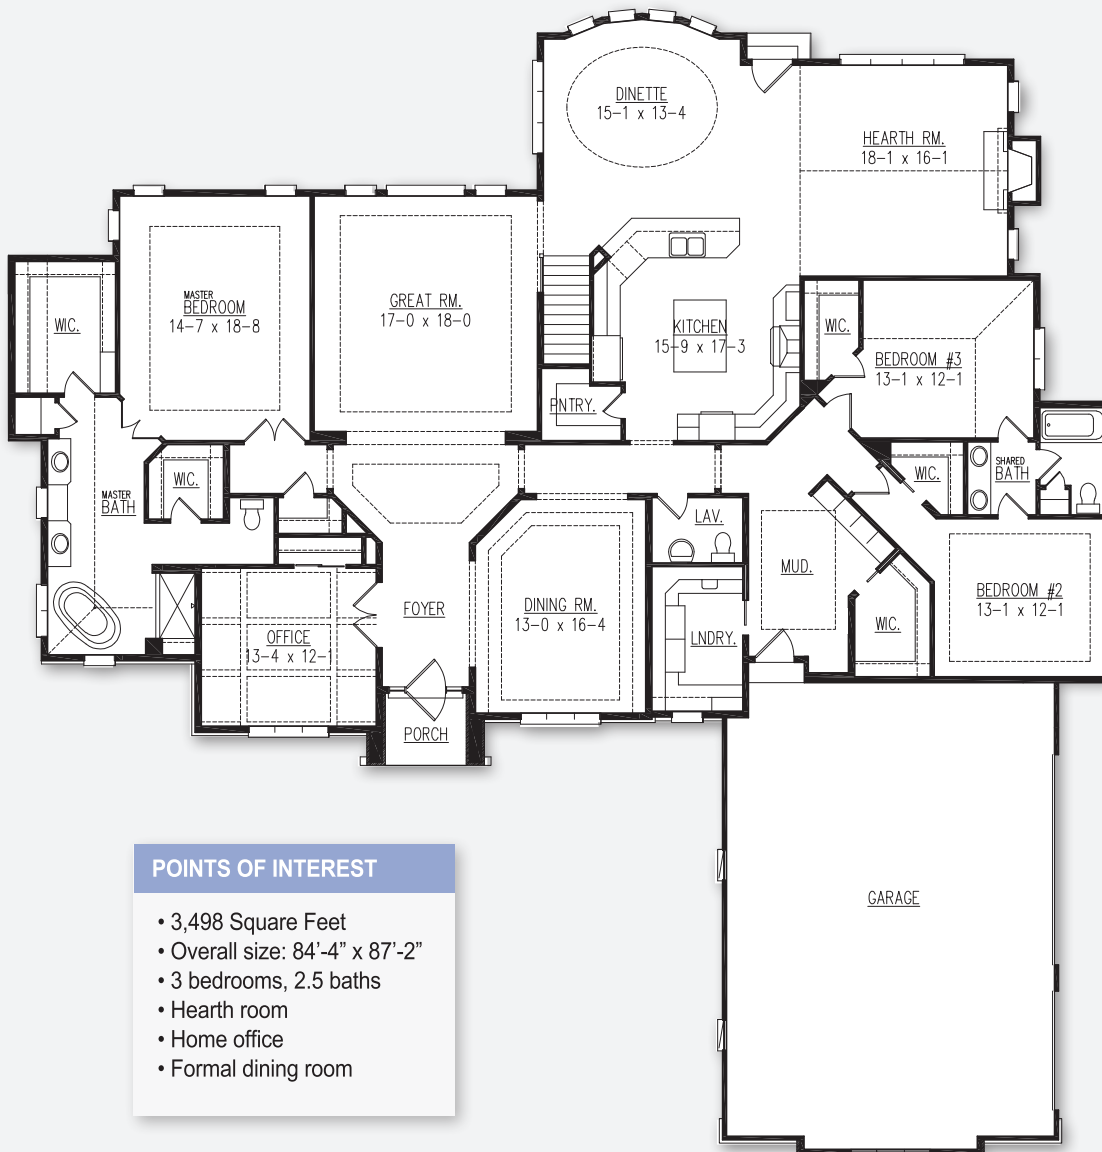 DINETTE
15-1 x 13-4
HEARTH RM.
18-1 x 16-1
MASTER
BEDROOM
14-7 x 18-8
GREAT RM.
17-0 x 18-0
WIC.
KITCHEN
15-9 x 17-3
WIC.
BEDROOM #3
13-1 x 12-1
PNTRY.
WIC.
MASTER
BATH
WIC.
SHARED
BATH
LAV.
MUD.
BEDROOM #2
13-1 x 12-1
FOYER
DINING RM.
13-0 x 16-4
OFFICE
13-4 x 12-1
LNDRY.
WIC.
PORCH
GARAGE
POINTS OF INTEREST
• 3,498 Square Feet
• Overall size: 84’-4” x 87’-2”
• 3 bedrooms, 2.5 baths
• Hearth room
• Home office
• Formal dining room